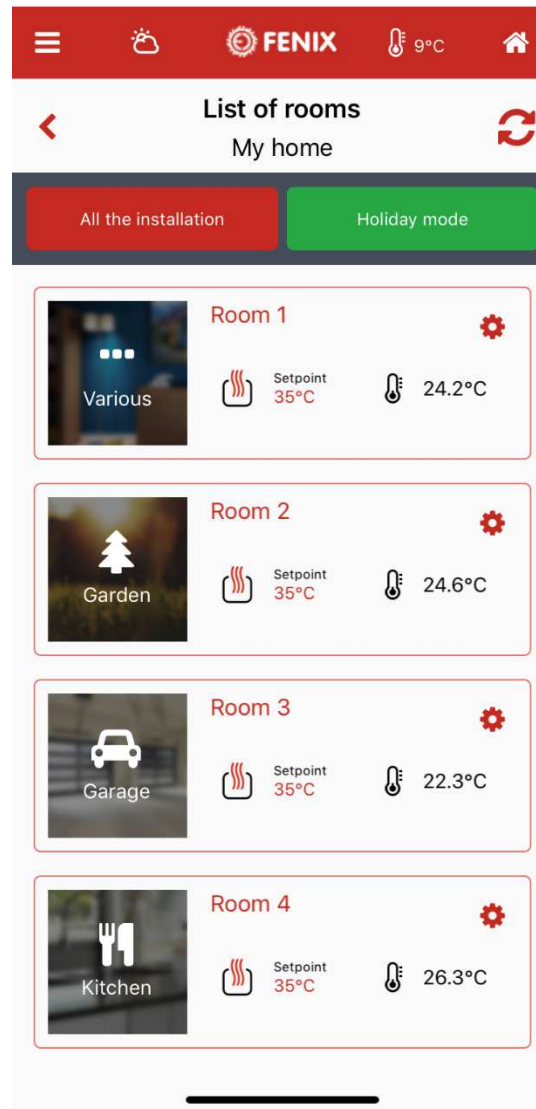 FENIX
9°C
List of rooms
My home
All the installation
Holiday mode
Room 1
Various
Setpoint
35°C
24.2°C
Room 2
Garden
Setpoint
35°C
24.6°C
Room 3
Garage
Setpoint
35°C
22.3°C
Room 4
Kitchen
Setpoint
35°C
26.3°C